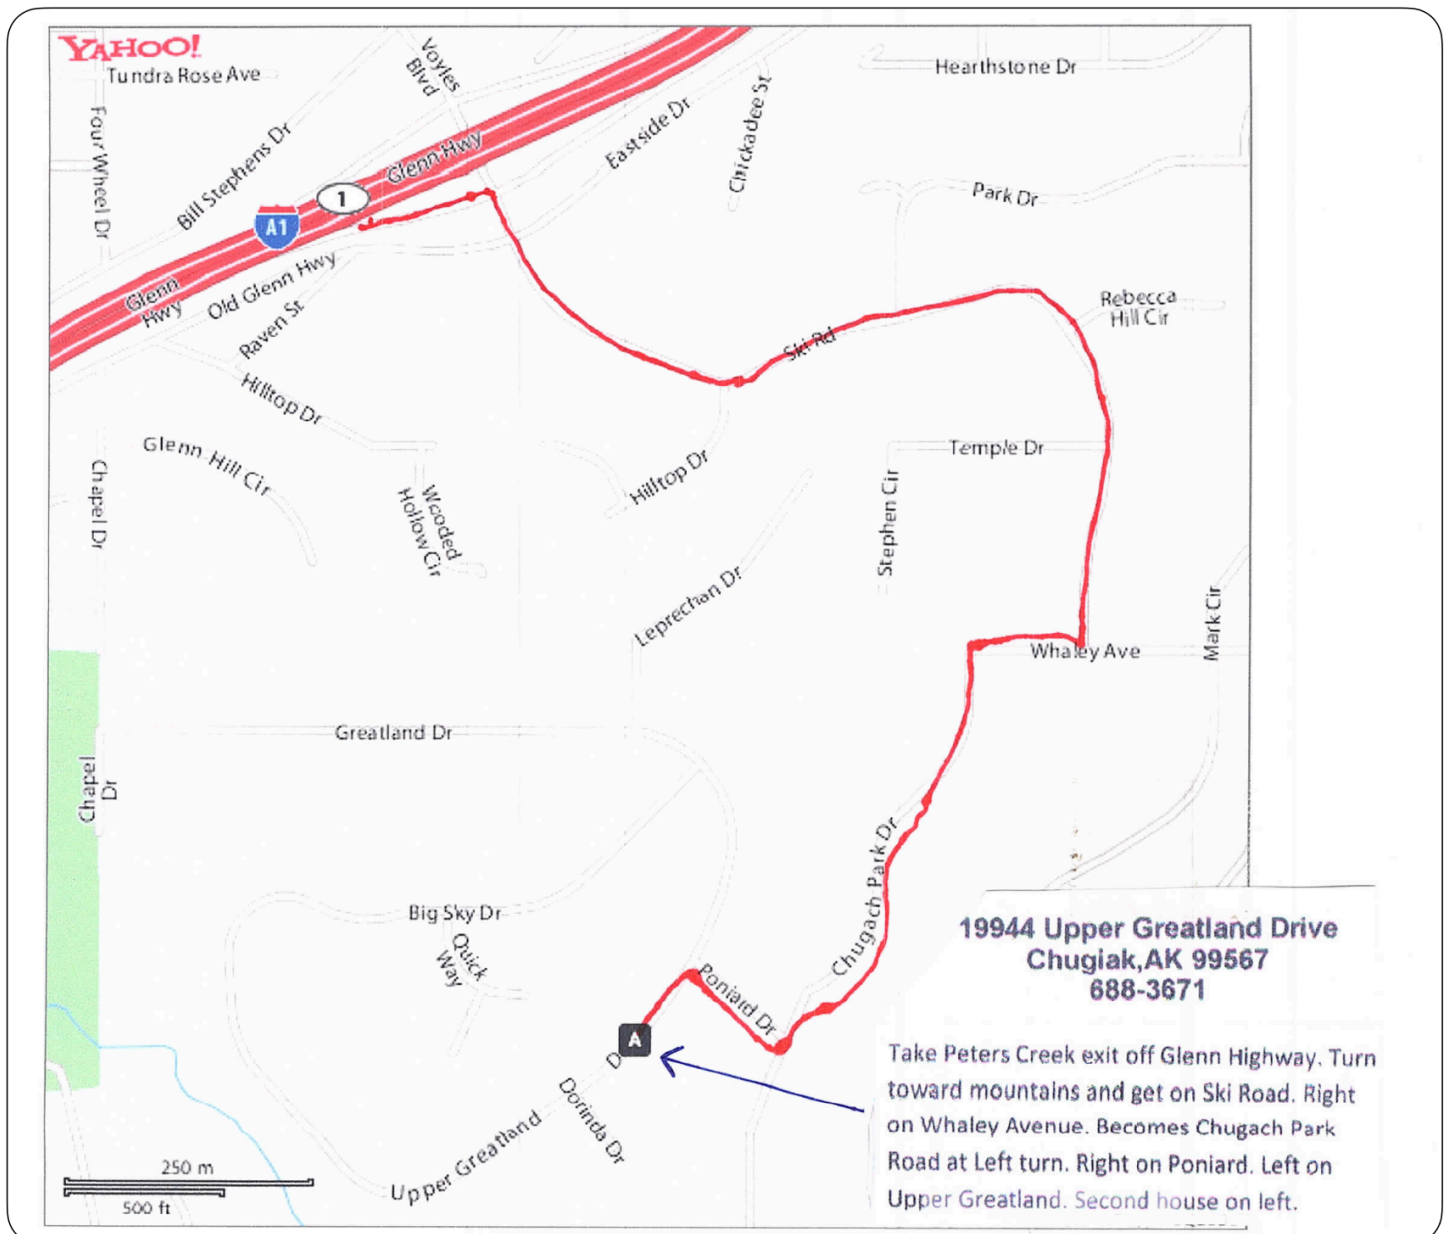 YAHOO!
Tundra Rose Ave
Voyles
Blvd
Hearthstone Dr
Four Wheel Dr
Bill Stephens Dr
Glenn Hwy
Eastside Dr
Chickadee St
Park Dr
1
A1
Glenn
Hwy
Old Glenn Hwy
Raven St
Rebecca
Hill Cir
Ski Rd
Hilltop Dr
Glenn Hill Cir
Chapel Dr
Wooded
Hollow Cir
Hilltop Dr
Temple Dr
Stephen Cir
Leprechan Dr
Mark Cir
Whaley Ave
Greatland Dr
Chapel
Dr
Chugach Park Dr
Big Sky Dr
Quick
Way
Poniard Dr
A
D
Dorinda Dr
Upper Greatland
250 m
500 ft
19944 Upper Greatland Drive
Chugiak,AK 99567
688-3671
Take Peters Creek exit off Glenn Highway. Turn
toward mountains and get on Ski Road. Right
on Whaley Avenue. Becomes Chugach Park
Road at Left turn. Right on Poniard. Left on
Upper Greatland. Second house on left.